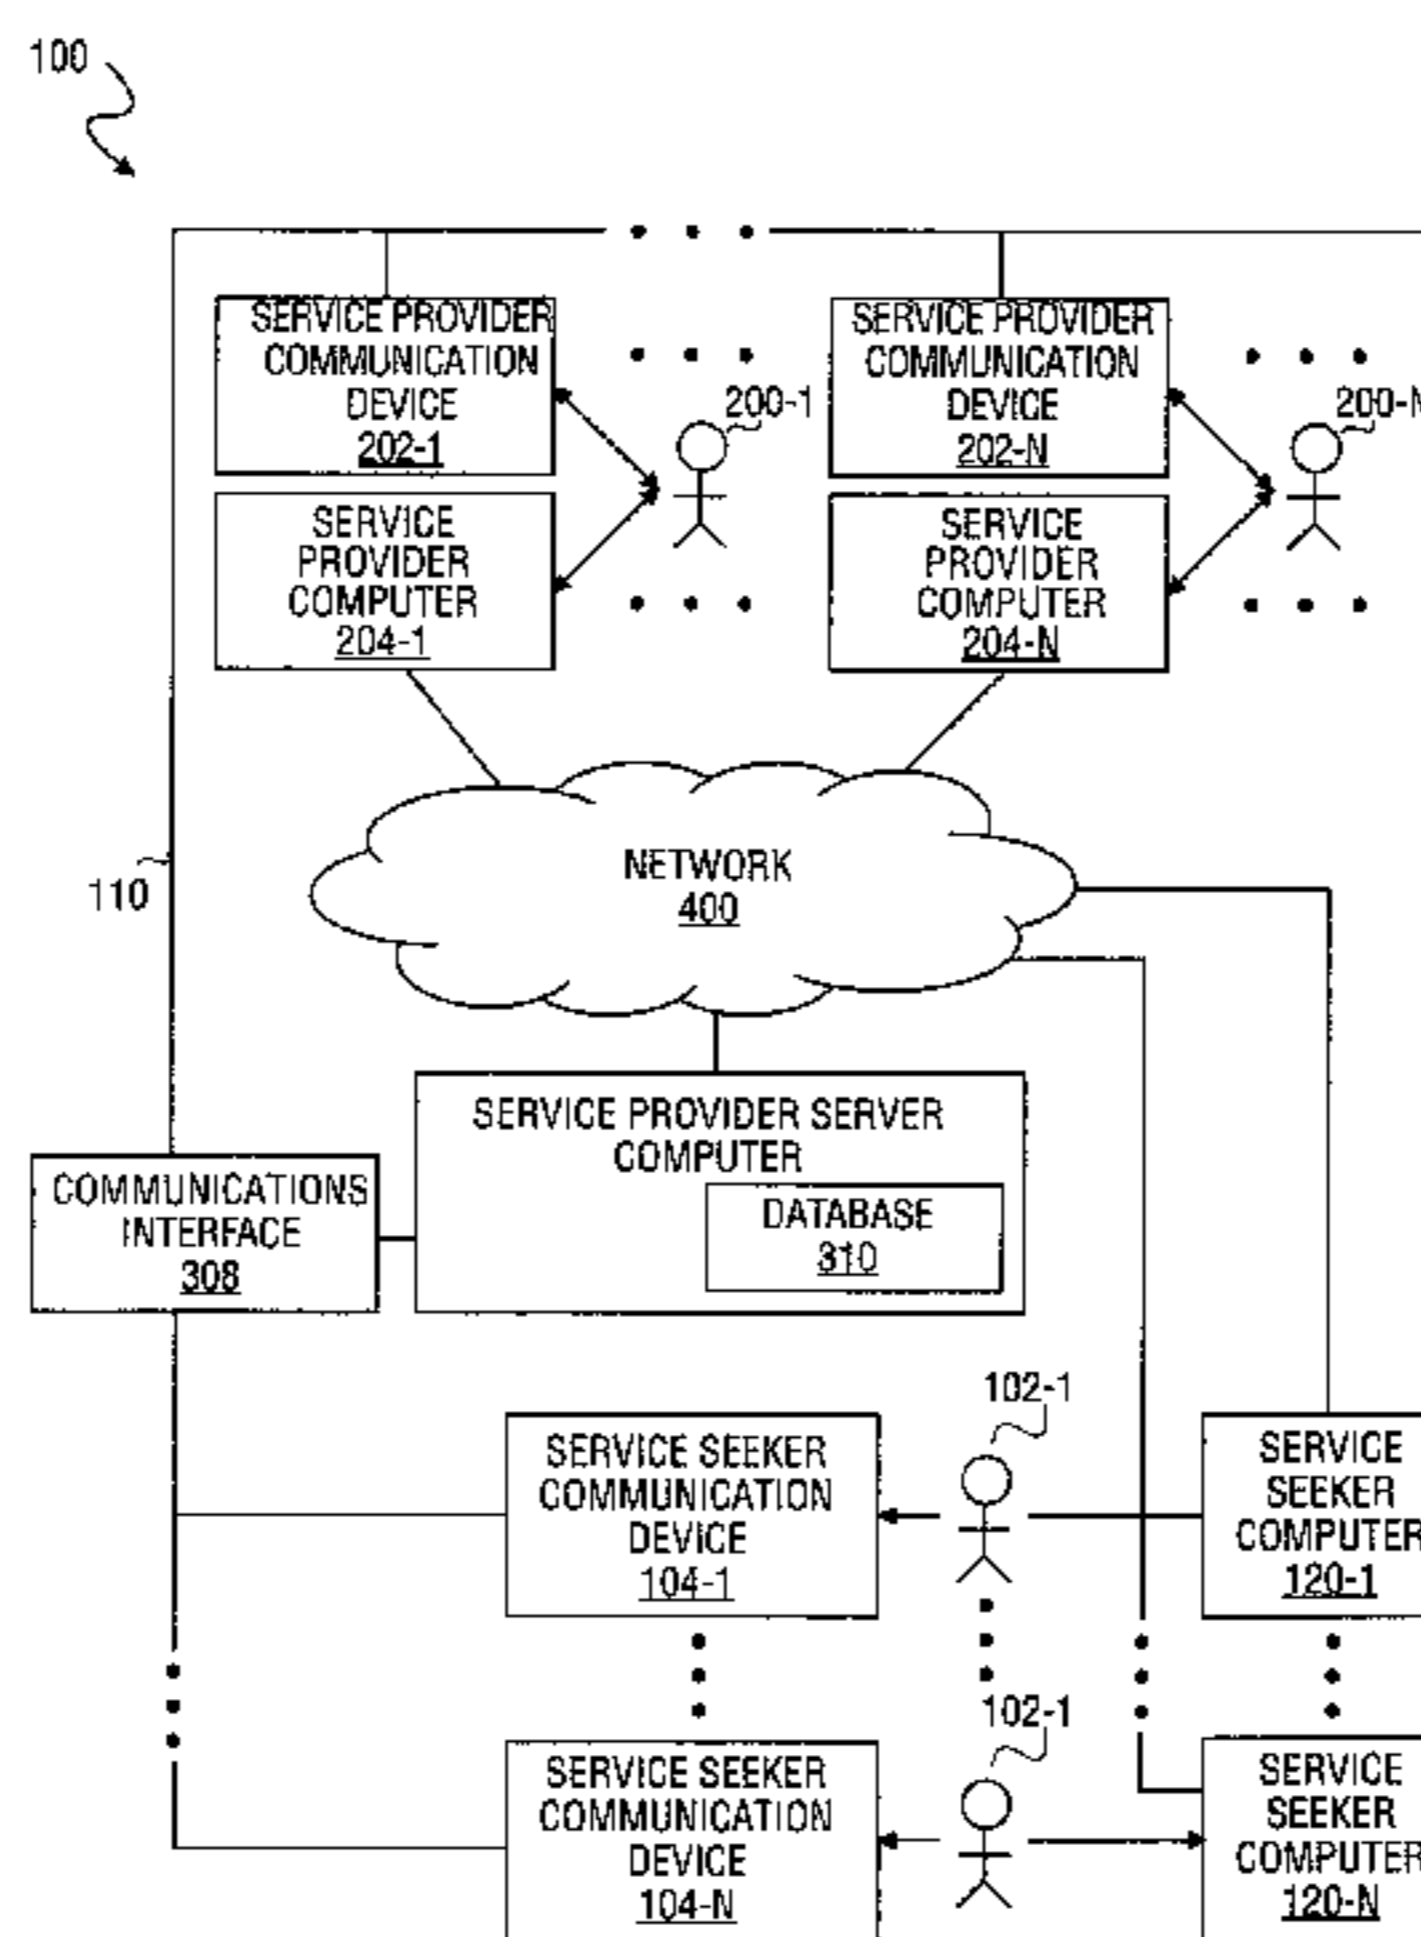 100
SERVICE PROVIDER
COMMUNICATION
DEVICE
202-1
200-1
SERVICE PROVIDER
COMMUNICATION
DEVICE
202-N
200-N
SERVICE
PROVIDER
COMPUTER
204-1
SERVICE
PROVIDER
COMPUTER
204-N
NETWORK
400
110
SERVICE PROVIDER SERVER
COMPUTER
DATABASE
310
COMMUNICATIONS
INTERFACE
308
102-1
SERVICE SEEKER
COMMUNICATION
DEVICE
104-1
SERVICE
SEEKER
COMPUTER
120-1
102-1
SERVICE SEEKER
COMMUNICATION
DEVICE
104-N
SERVICE
SEEKER
COMPUTER
120-N